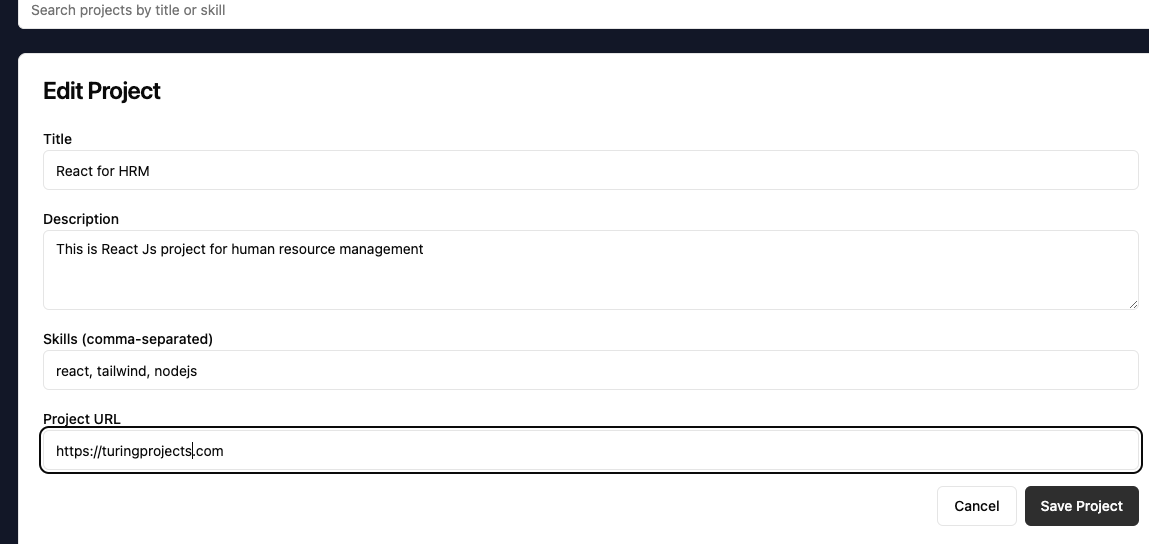 Search projects by title or skill
Edit Project
Title
React for HRM
Description
This is React Js project for human resource management
Skills (comma-separated)
react, tailwind, nodejs
Project URL
https://turingprojects.com
Cancel
Save Project